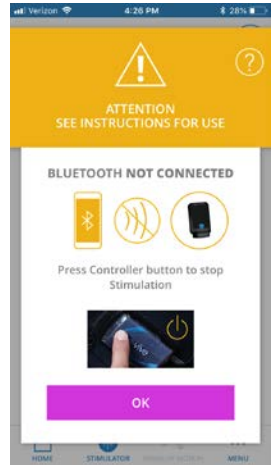 Verizon 4:26 PM 28%
?
ATTENTION
SEE INSTRUCTIONS FOR USE
BLUETOOTH NOT CONNECTED
Press Controller button to stop
Stimulation
OK
HOME STIMULATOR MENU